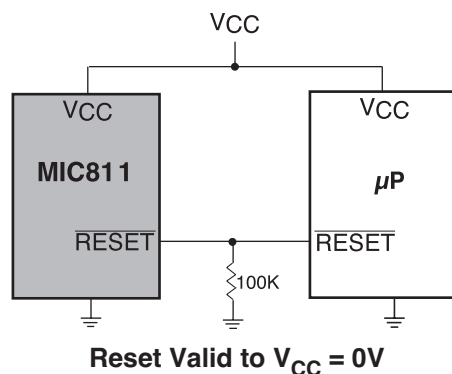 VCC
VCC
VCC
MIC811
µP
RESET
RESET
100K
Reset Valid to VCC = 0V